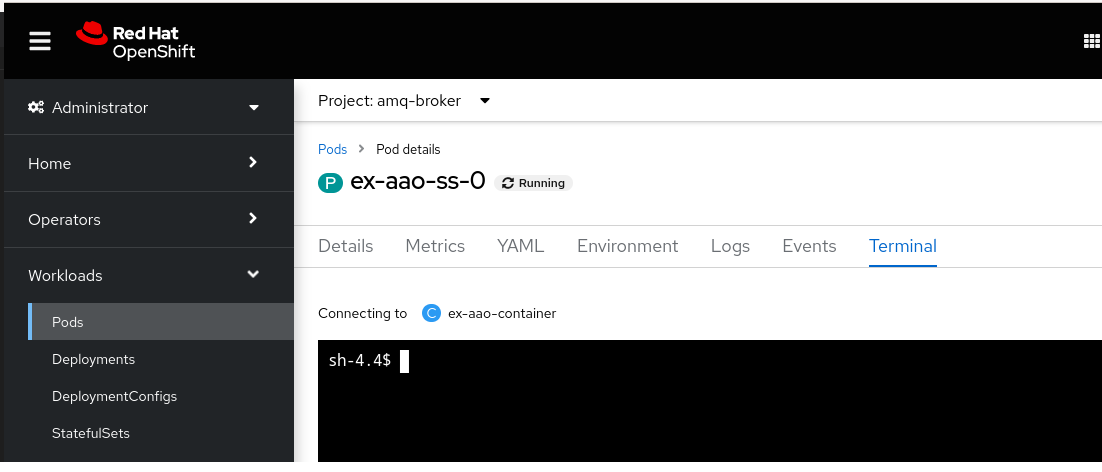 Red Hat
OpenShift
Administrator
Home
Operators
Workloads
Pods
Deployments
DeploymentConfigs
StatefulSets
Project: amq-broker
Pods > Pod details
P ex-aao-ss-0 Running
Details Metrics YAML Environment Logs Events Terminal
Connecting to C ex-aao-container
sh-4.4$